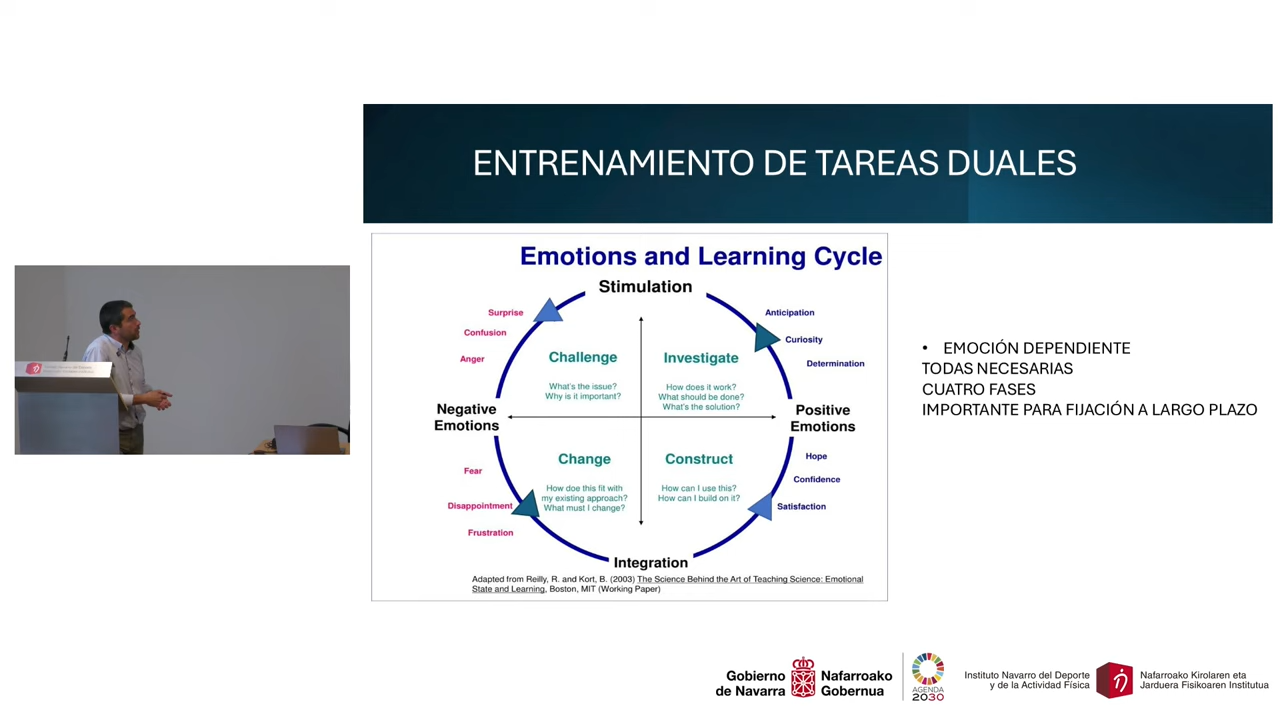 ENTRENAMIENTO DE TAREAS DUALES
Emotions and Learning Cycle
Stimulation
Surprise
Confusion
Anger
Anticipation
Curiosity
Determination
Challenge
What's the issue?
Why is it important?
Investigate
How does it work?
What should be done?
What's the solution?
Negative
Emotions
Positive
Emotions
Change
How doe this fit with
my existing approach?
What must I change?
Construct
How can I use this?
How can I build on it?
Fear
Disappointment
Frustration
Hope
Confidence
Satisfaction
Integration
Adapted from Reilly, R. and Kort, B. (2003) The Science Behind the Art of Teaching Science: Emotional
State and Learning, Boston, MIT (Working Paper)
• EMOCIÓN DEPENDIENTE
TODAS NECESARIAS
CUATRO FASES
IMPORTANTE PARA FIJACIÓN A LARGO PLAZO
Gobierno
de Navarra
Nafarroako
Gobernua
AGENDA
2030
Instituto Navarro del Deporte
y de la Actividad Física
Nafarroako Kirolaren eta
Jarduera Fisikoaren Institutua